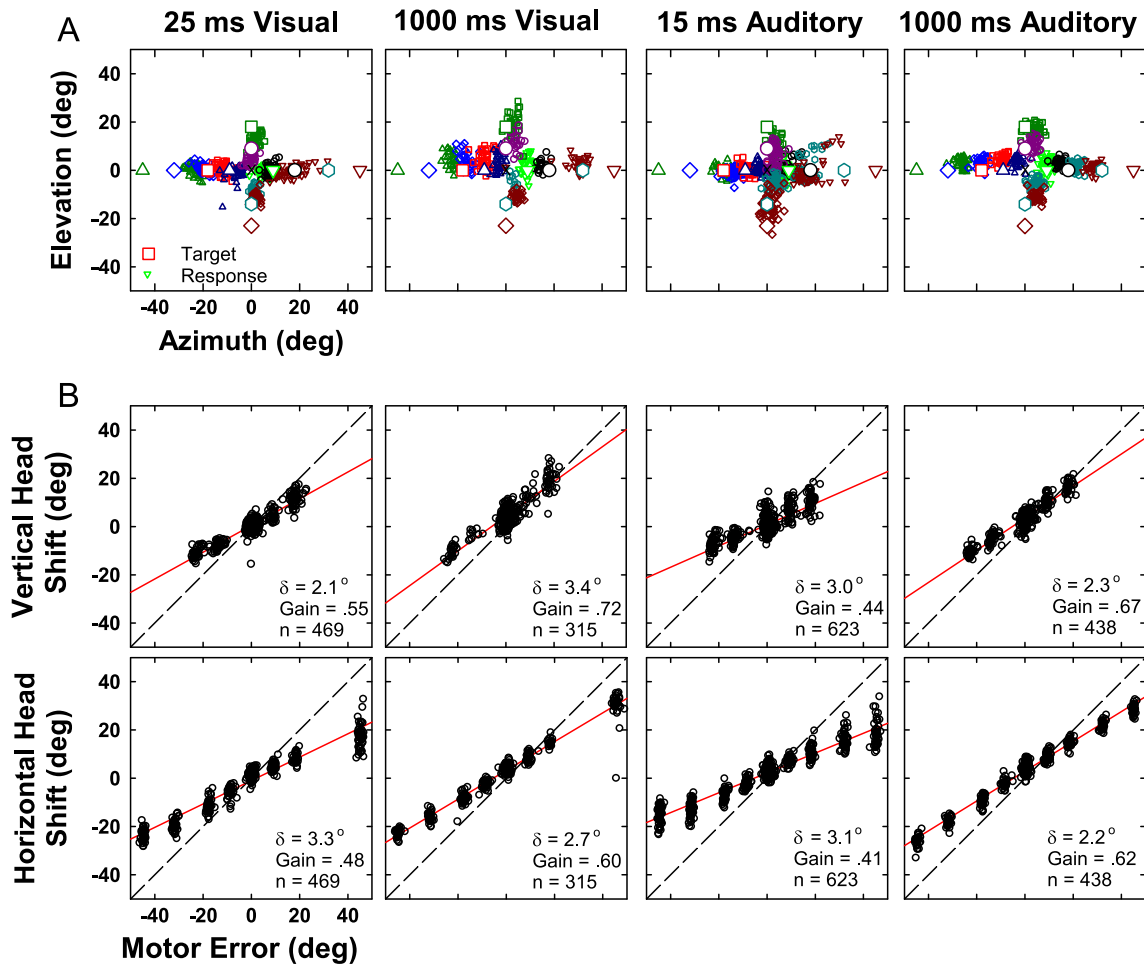 A
25 ms Visual
1000 ms Visual
15 ms Auditory
1000 ms Auditory
Elevation (deg)
40
20
0
-20
-40
Target
Response
-40 -20 0 20 40
Azimuth (deg)
B
Vertical Head
Shift (deg)
40
20
0
-20
-40
δ = 2.1°
Gain = .55
n = 469
δ = 3.4°
Gain = .72
n = 315
δ = 3.0°
Gain = .44
n = 623
δ = 2.3°
Gain = .67
n = 438
Horizontal Head
Shift (deg)
40
20
0
-20
-40
δ = 3.3°
Gain = .48
n = 469
δ = 2.7°
Gain = .60
n = 315
δ = 3.1°
Gain = .41
n = 623
δ = 2.2°
Gain = .62
n = 438
-40 -20 0 20 40
Motor Error (deg)